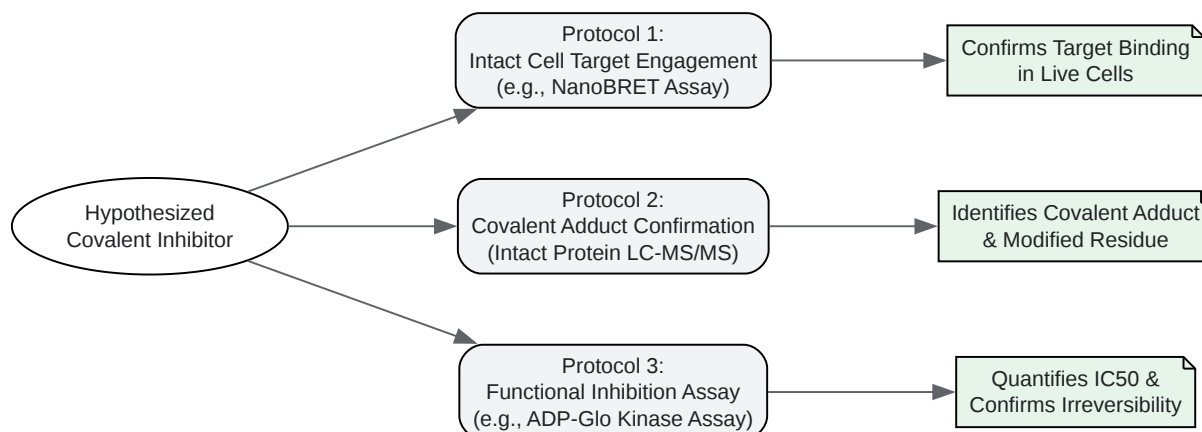 Hypothesized
Covalent Inhibitor
Protocol 1:
Intact Cell Target Engagement
(e.g., NanoBRET Assay)
Confirms Target Binding
in Live Cells
Protocol 2:
Covalent Adduct Confirmation
(Intact Protein LC-MS/MS)
Identifies Covalent Adduct
& Modified Residue
Protocol 3:
Functional Inhibition Assay
(e.g., ADP-Glo Kinase Assay)
Quantifies IC50 &
Confirms Irreversibility